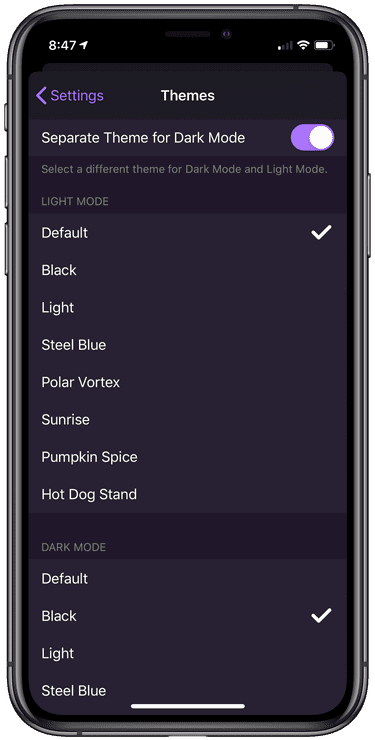 8:47
Settings
Themes
Separate Theme for Dark Mode
Select a different theme for Dark Mode and Light Mode.
LIGHT MODE
Default
Black
Light
Steel Blue
Polar Vortex
Sunrise
Pumpkin Spice
Hot Dog Stand
DARK MODE
Default
Black
Light
Steel Blue